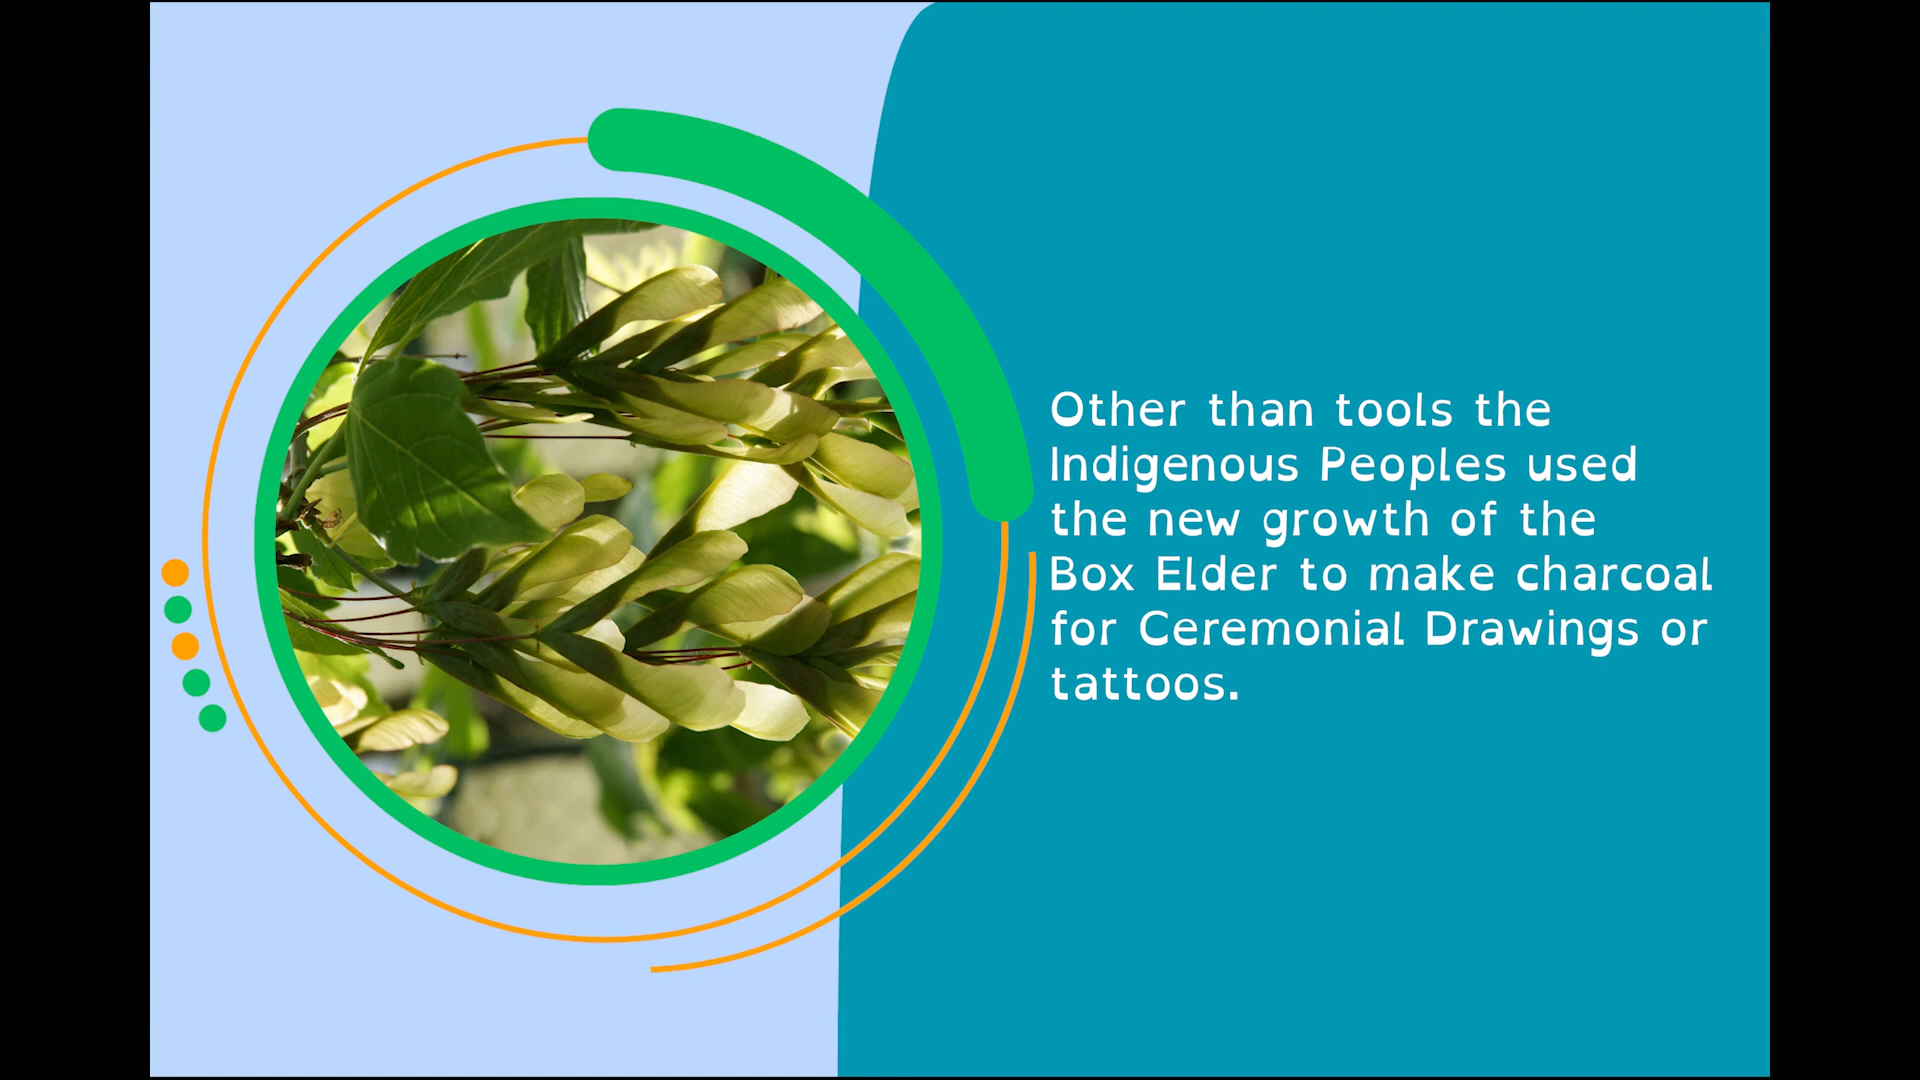 Other than tools the
Indigenous Peoples used
the new growth of the
Box Elder to make charcoal
for Ceremonial Drawings or
tattoos.